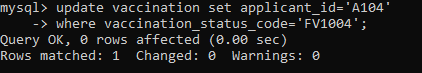 mysql> update vaccination set applicant_id='A104'
    -> where vaccination_status_code='FV1004';
Query OK, 0 rows affected (0.00 sec)
Rows matched: 1  Changed: 0  Warnings: 0